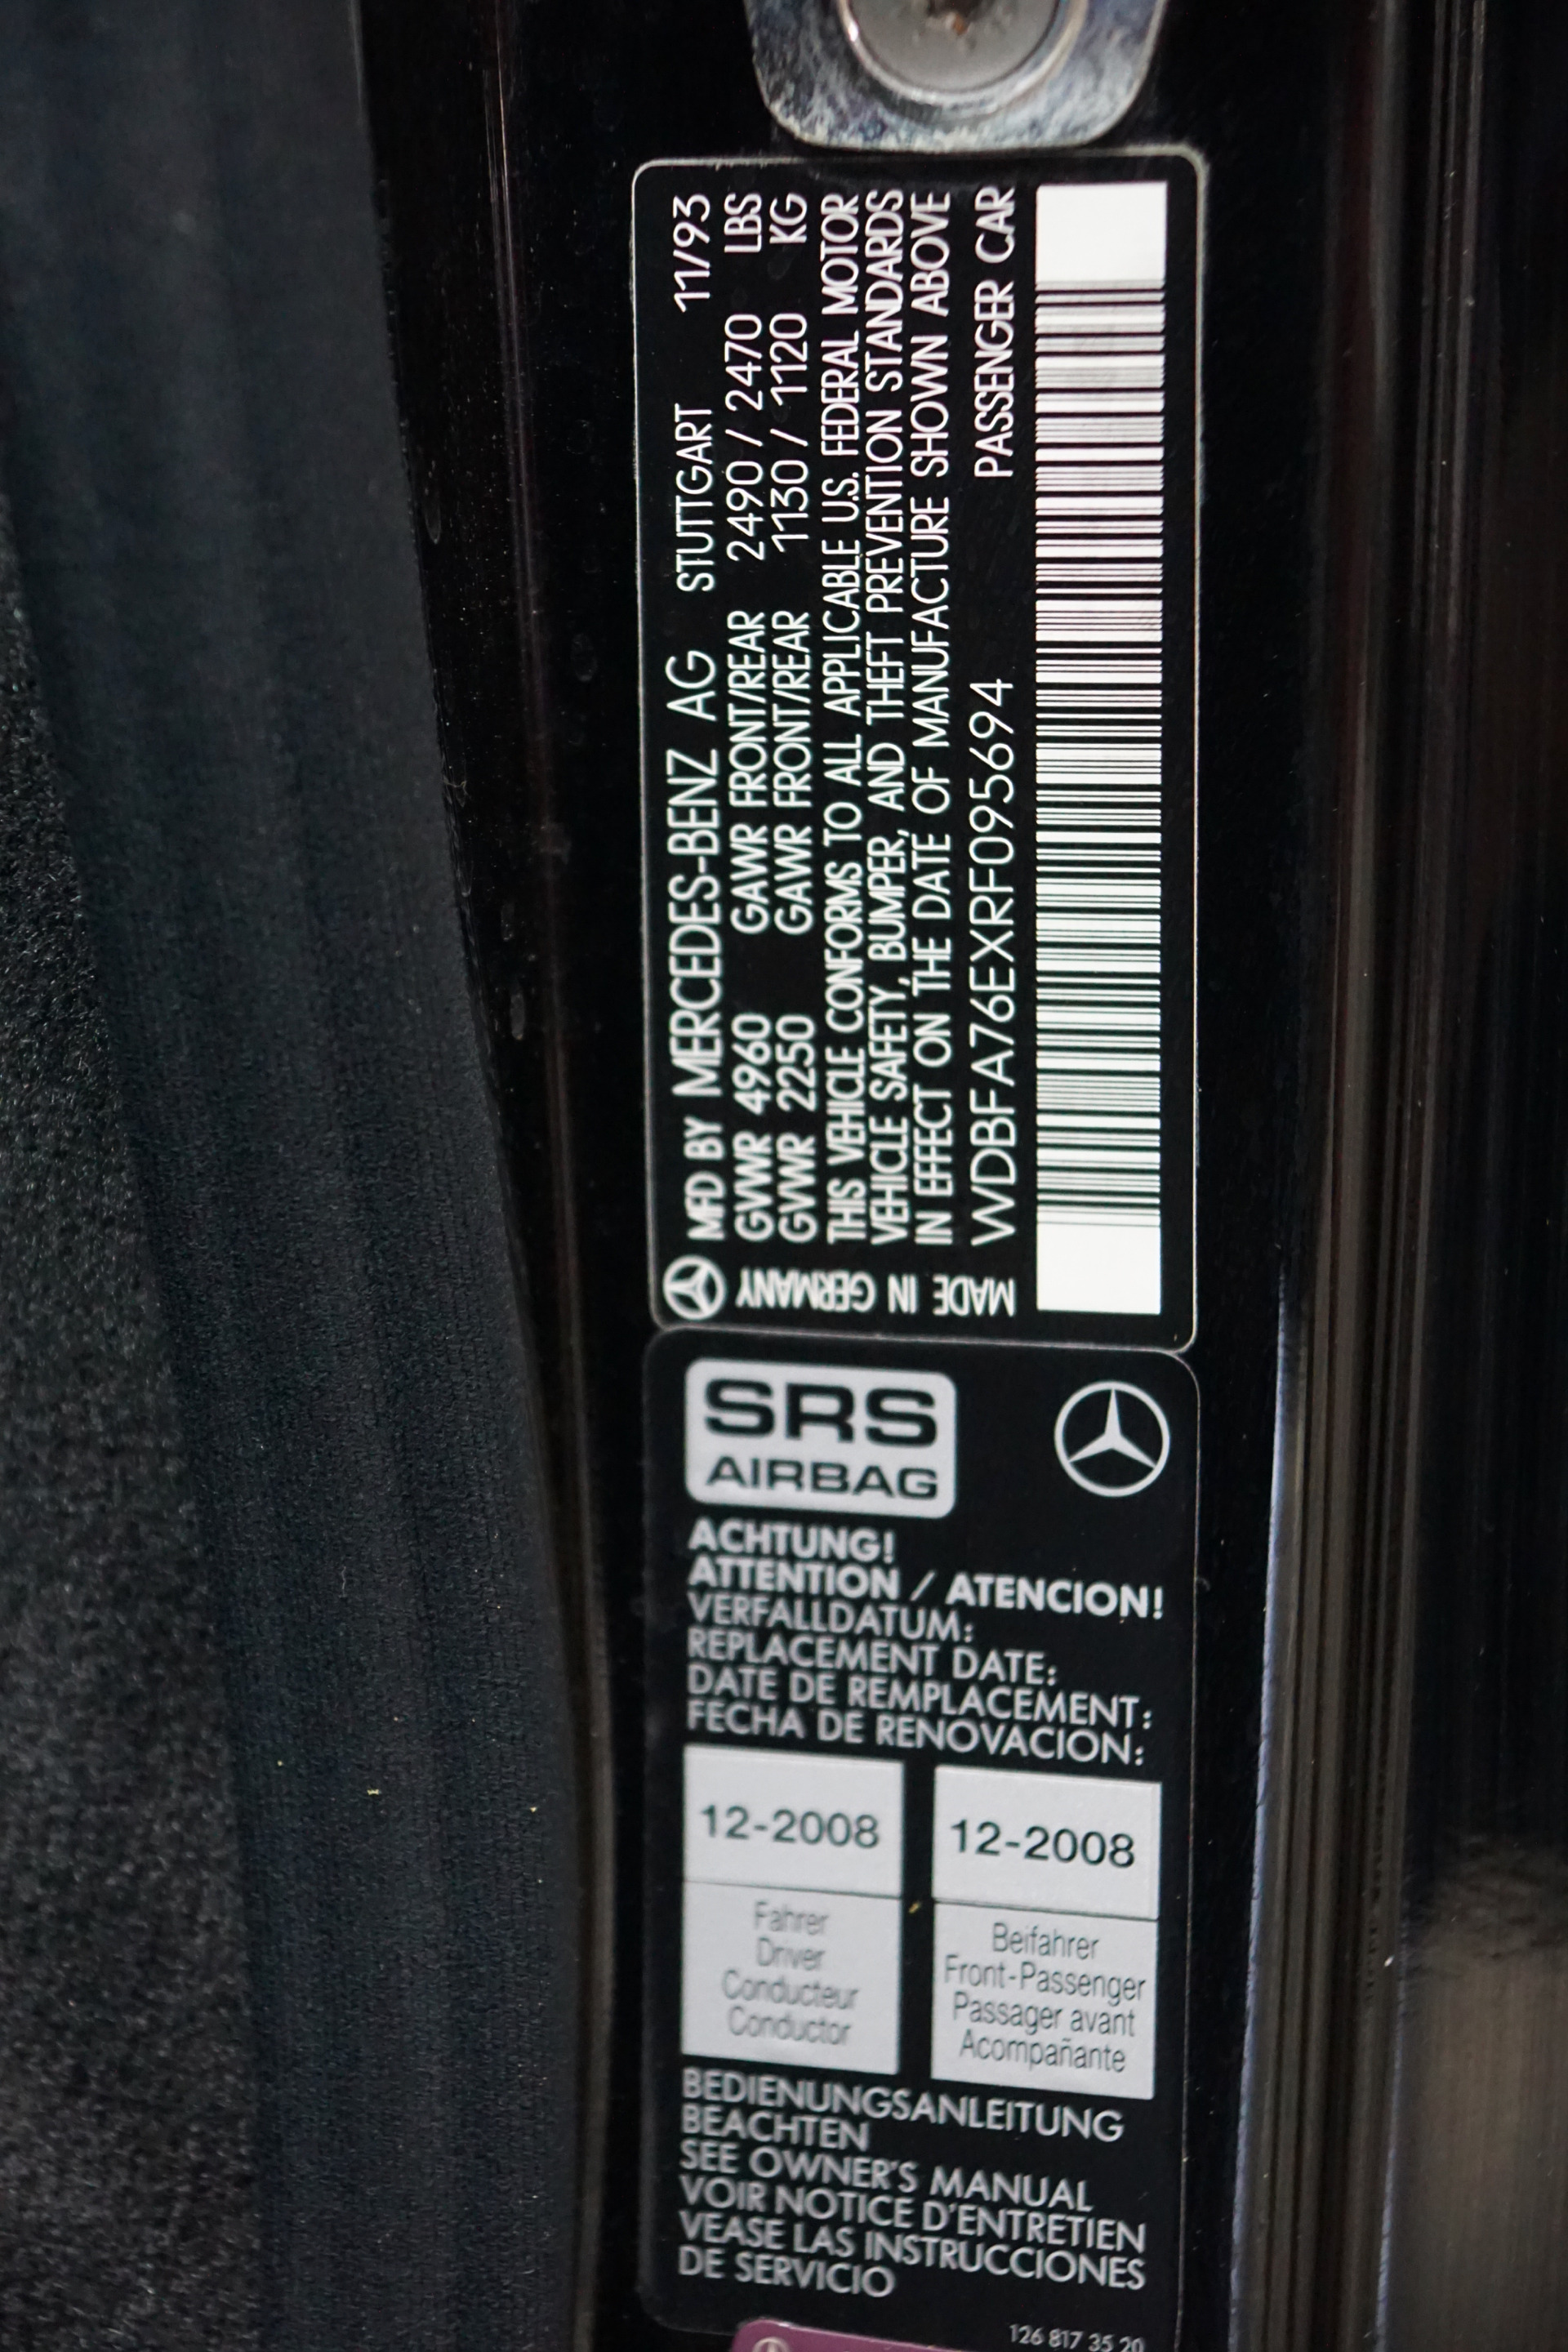 MFD BY MERCEDES-BENZ AG STUTTGART 11/93
GVWR 4960 GAWR FRONT/REAR 2490 / 2470 LBS
GVWR 2250 GAWR FRONT/REAR 1130 / 1120 KG
THIS VEHICLE CONFORMS TO ALL APPLICABLE U.S. FEDERAL MOTOR
VEHICLE SAFETY, BUMPER, AND THEFT PREVENTION STANDARDS
IN EFFECT ON THE DATE OF MANUFACTURE SHOWN ABOVE
WDBFA76EXRF095694 PASSENGER CAR
MADE IN GERMANY
SRS
AIRBAG
ACHTUNG!
ATTENTION / ATENCION!
VERFALLDATUM:
REPLACEMENT DATE:
DATE DE REMPLACEMENT:
FECHA DE RENOVACION:
12-2008
Fahrer
Driver
Conducteur
Conductor
12-2008
Beifahrer
Front-Passenger
Passager avant
Acompañante
BEDIENUNGSANLEITUNG
BEACHTEN
SEE OWNER'S MANUAL
VOIR NOTICE D'ENTRETIEN
VEASE LAS INSTRUCCIONES
DE SERVICIO
126 817 35 20